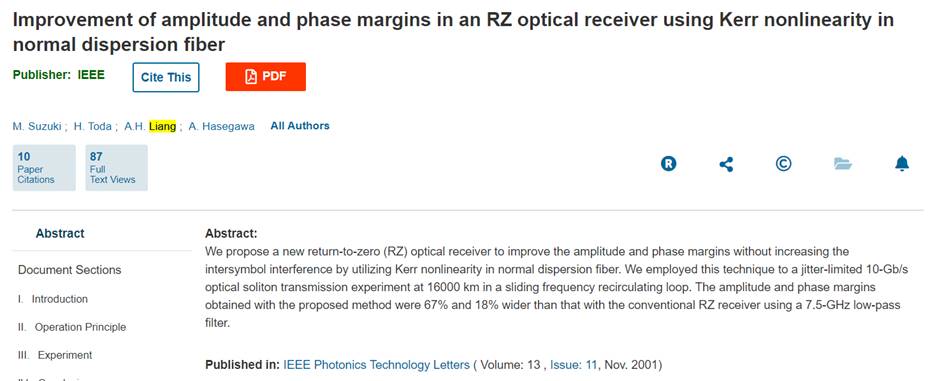 Improvement of amplitude and phase margins in an RZ optical receiver using Kerr nonlinearity in
normal dispersion fiber
Publisher: IEEE
Cite This
PDF
M. Suzuki ; H. Toda ; A.H. Liang ; A. Hasegawa All Authors
10
Paper
Citations
87
Full
Text Views
R
©
Abstract
Document Sections
I. Introduction
II. Operation Principle
III. Experiment
Abstract:
We propose a new return-to-zero (RZ) optical receiver to improve the amplitude and phase margins without increasing the
intersymbol interference by utilizing Kerr nonlinearity in normal dispersion fiber. We employed this technique to a jitter-limited 10-Gb/s
optical soliton transmission experiment at 16000 km in a sliding frequency recirculating loop. The amplitude and phase margins
obtained with the proposed method were 67% and 18% wider than that with the conventional RZ receiver using a 7.5-GHz low-pass
filter.
Published in: IEEE Photonics Technology Letters ( Volume: 13 , Issue: 11, Nov. 2001)